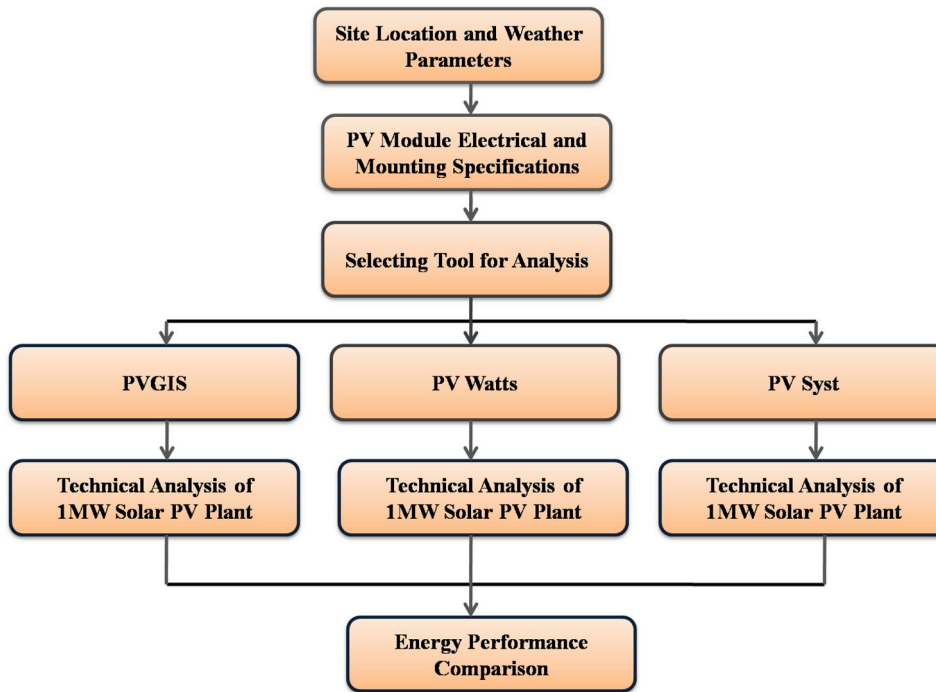 Site Location and Weather
Parameters
PV Module Electrical and
Mounting Specifications
Selecting Tool for Analysis
PVGIS
PV Watts
PV Syst
Technical Analysis of
1MW Solar PV Plant
Technical Analysis of
1MW Solar PV Plant
Technical Analysis of
1MW Solar PV Plant
Energy Performance
Comparison